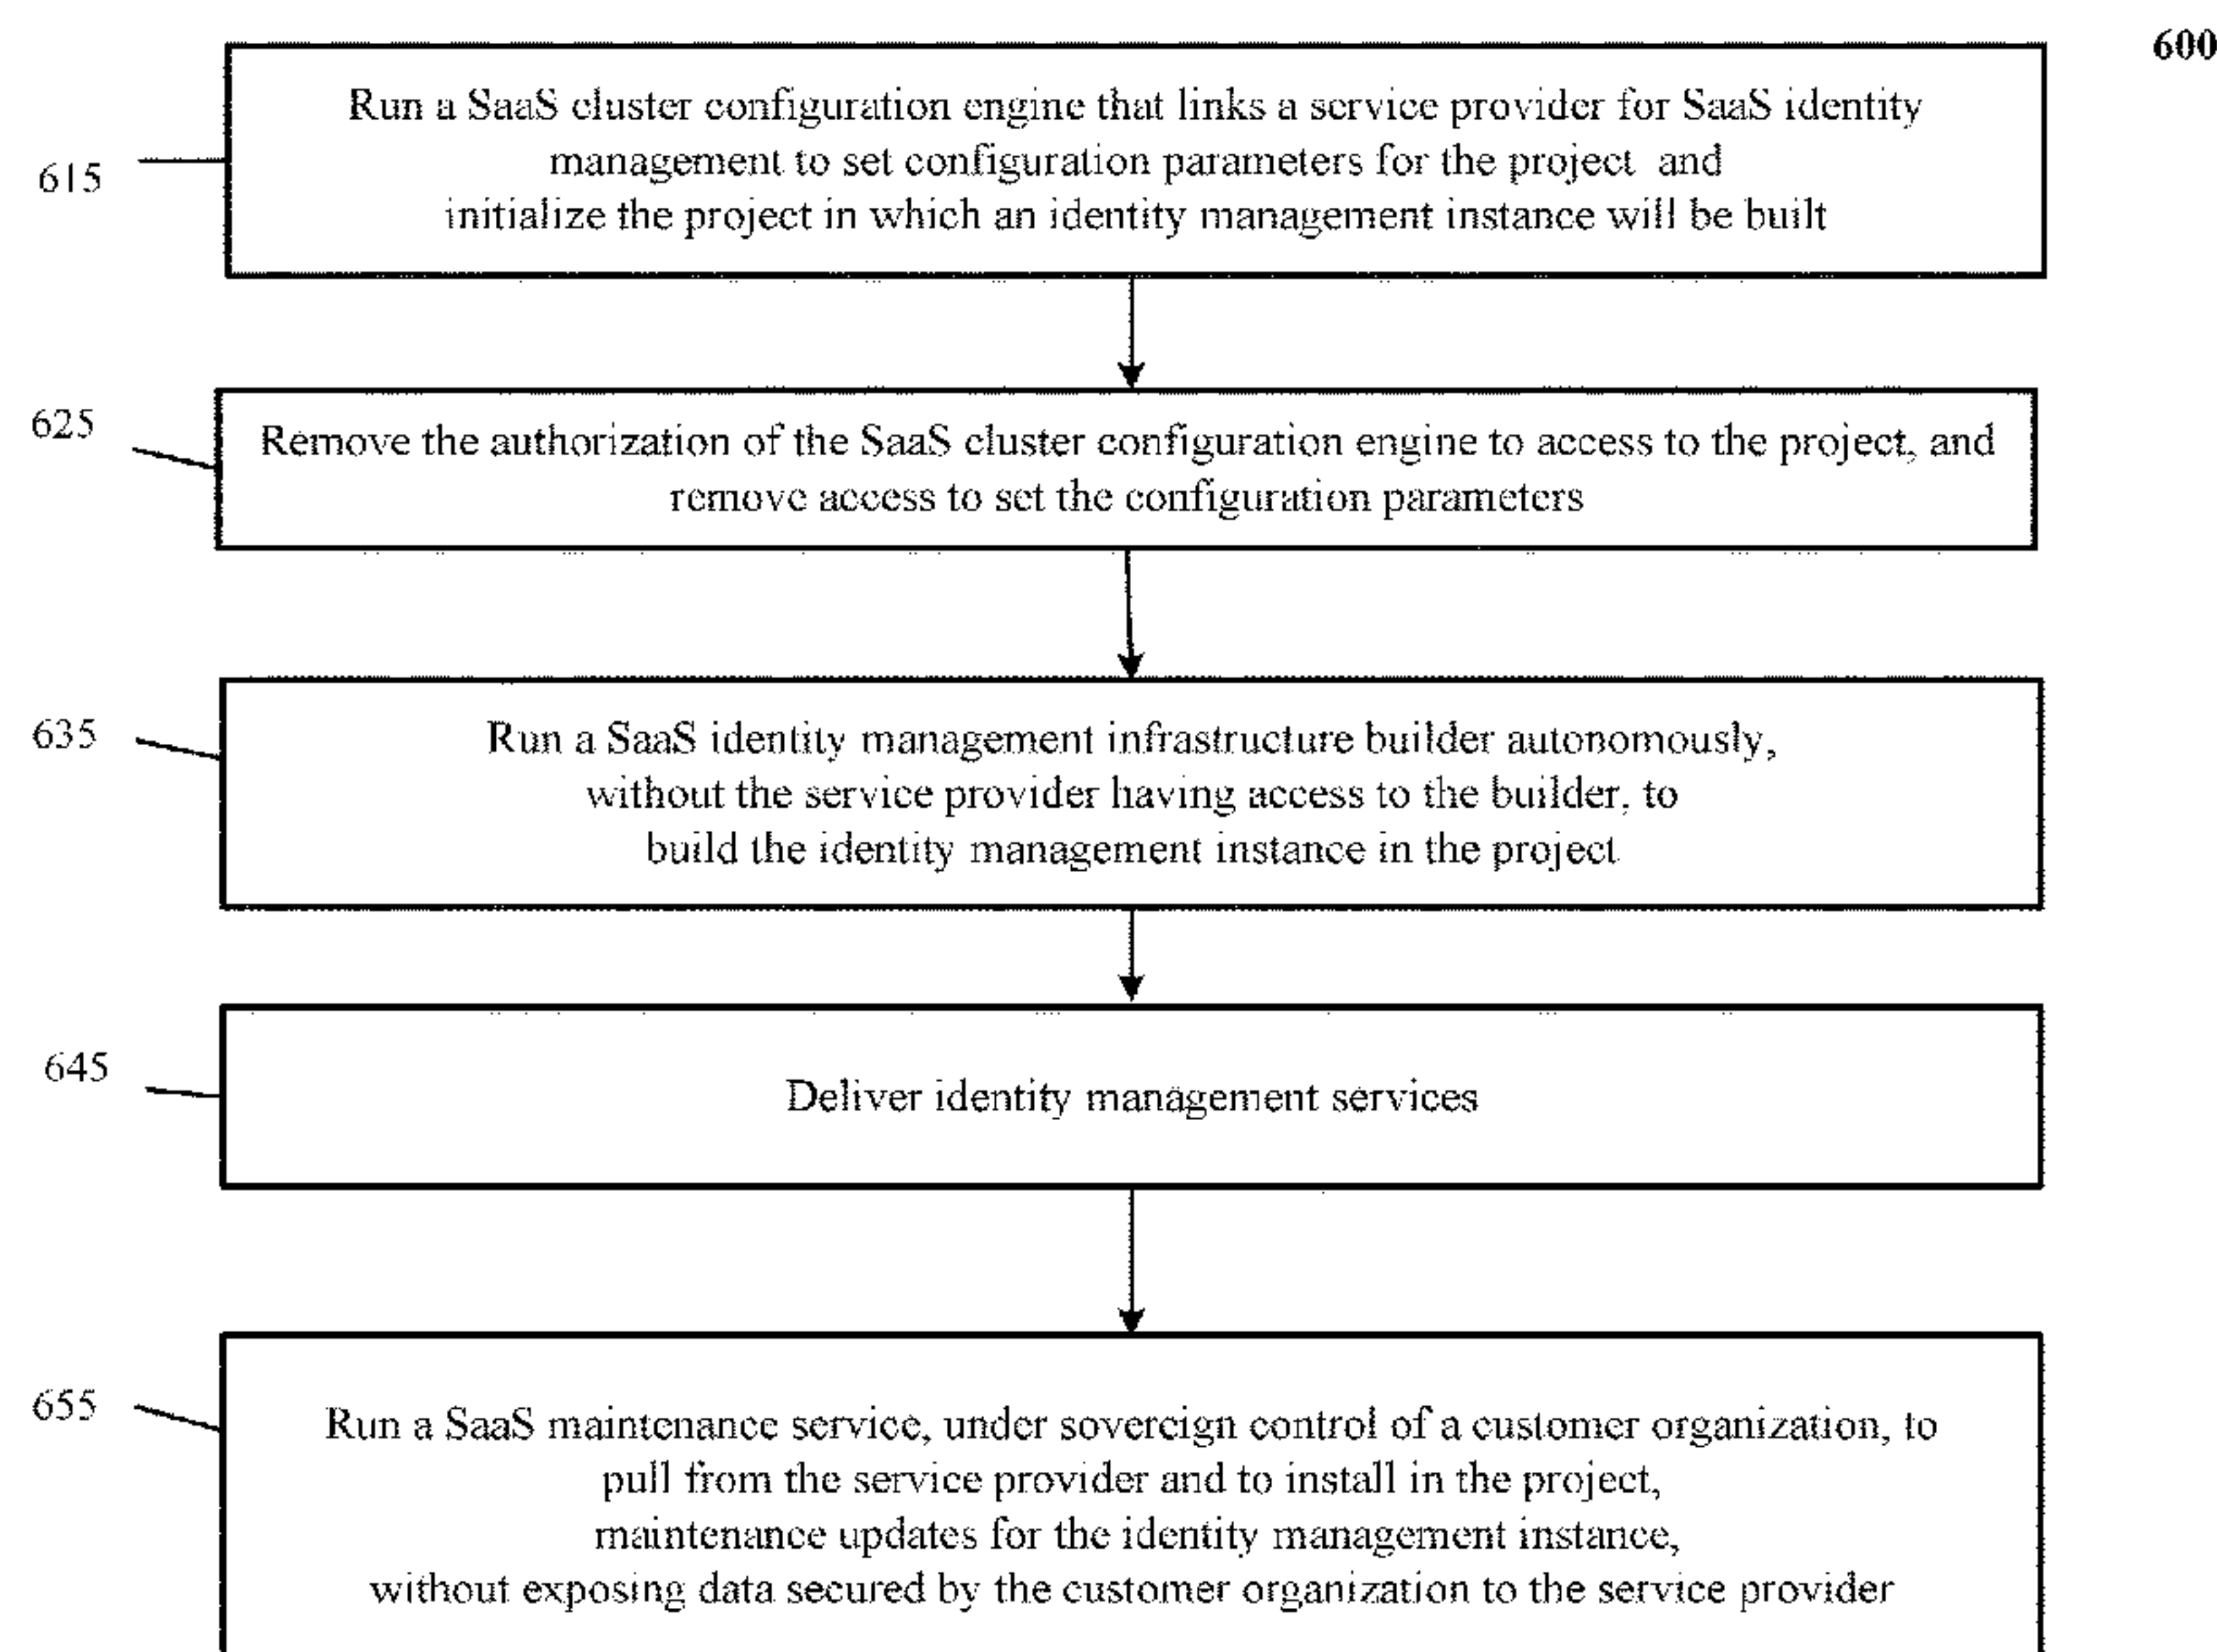 600
Run a SaaS cluster configuration engine that links a service provider for SaaS identity
management to set configuration parameters for the project and
initialize the project in which an identity management instance will be built
615
625
Remove the authorization of the SaaS cluster configuration engine to access to the project, and
remove access to set the configuration parameters
635
Run a SaaS identity management infrastructure builder autonomously,
without the service provider having access to the builder, to
build the identity management instance in the project
645
Deliver identity management services
655
Run a SaaS maintenance service, under sovereign control of a customer organization, to
pull from the service provider and to install in the project,
maintenance updates for the identity management instance,
without exposing data secured by the customer organization to the service provider